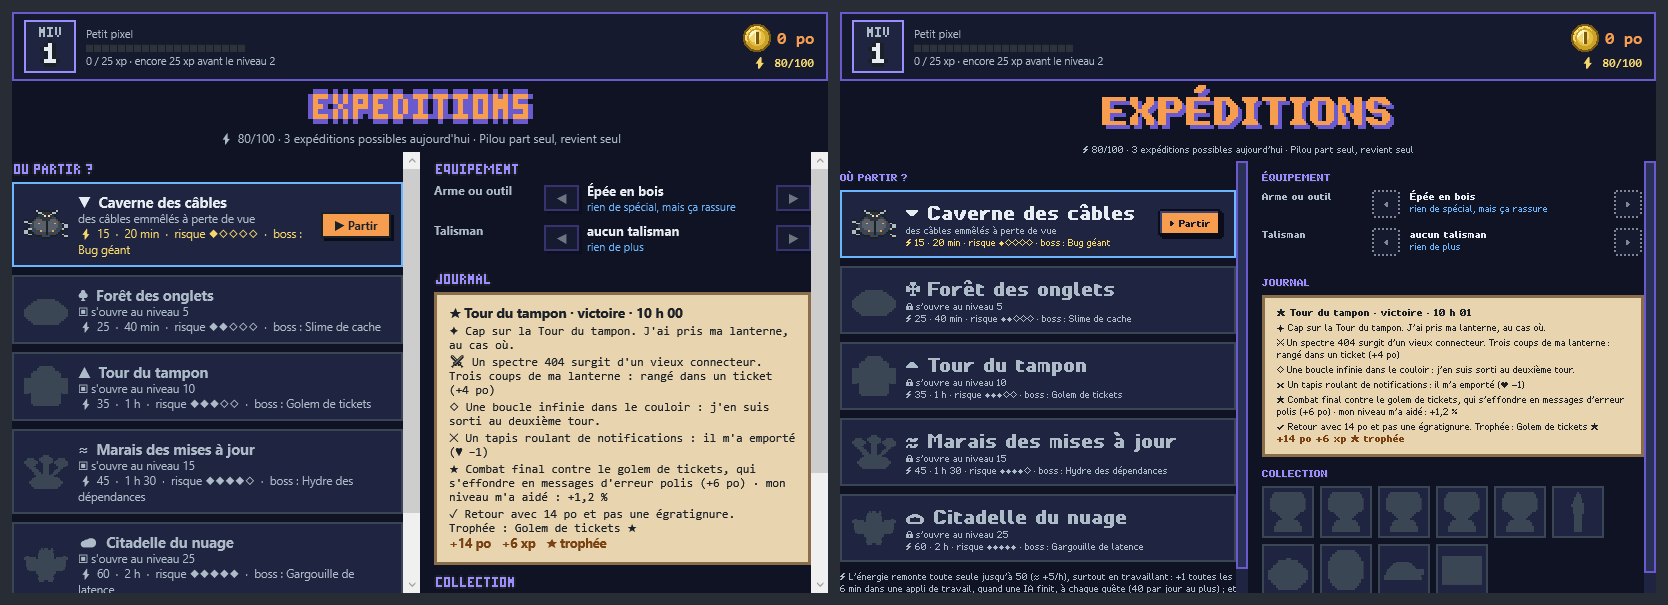 NIV
1
Petit pixel
0 / 25 xp · encore 25 xp avant le niveau 2
0 po
80/100
EXPEDITIONS
80/100 · 3 expéditions possibles aujourd'hui · Pilou part seul, revient seul
OU PARTIR ?
▼ Caverne des câbles
des câbles emmêlés à perte de vue
15 · 20 min · risque ◆◇◇◇◇ · boss :
Bug géant
▶ Partir
♣ Forêt des onglets
s'ouvre au niveau 5
25 · 40 min · risque ◆◆◇◇◇ · boss : Slime de cache
▲ Tour du tampon
s'ouvre au niveau 10
35 · 1 h · risque ◆◆◆◇◇ · boss : Golem de tickets
≈ Marais des mises à jour
s'ouvre au niveau 15
45 · 1 h 30 · risque ◆◆◆◆◇ · boss : Hydre des
dépendances
Citadelle du nuage
s'ouvre au niveau 25
60 · 2 h · risque ◆◆◆◆◆ · boss : Gargouille de
latence
EQUIPEMENT
Arme ou outil
◀
Épée en bois
rien de spécial, mais ça rassure
▶
Talisman
◀
aucun talisman
rien de plus
▶
JOURNAL
★ Tour du tampon · victoire · 10 h 00
✦ Cap sur la Tour du tampon. J'ai pris ma lanterne,
au cas où.
⚔ Un spectre 404 surgit d'un vieux connecteur.
Trois coups de ma lanterne : rangé dans un ticket
(+4 po)
◇ Une boucle infinie dans le couloir : j'en suis
sorti au deuxième tour.
✕ Un tapis roulant de notifications : il m'a emporté
(♥ −1)
★ Combat final contre le golem de tickets, qui
s'effondre en messages d'erreur polis (+6 po) · mon
niveau m'a aidé : +1,2 %
✓ Retour avec 14 po et pas une égratignure.
Trophée : Golem de tickets ★
+14 po +6 xp ★ trophée
COLLECTION
NIV
1
Petit pixel
0 / 25 xp · encore 25 xp avant le niveau 2
0 po
80/100
EXPÉDITIONS
80/100 · 3 expéditions possibles aujourd'hui · Pilou part seul, revient seul
OÙ PARTIR ?
Caverne des câbles
des câbles emmêlés à perte de vue
15 · 20 min · risque ◆◇◇◇◇ · boss : Bug géant
Partir
Forêt des onglets
s'ouvre au niveau 5
25 · 40 min · risque ◆◆◇◇◇ · boss : Slime de cache
Tour du tampon
s'ouvre au niveau 10
35 · 1 h · risque ◆◆◆◇◇ · boss : Golem de tickets
Marais des mises à jour
s'ouvre au niveau 15
45 · 1 h 30 · risque ◆◆◆◆◇ · boss : Hydre des dépendances
Citadelle du nuage
s'ouvre au niveau 25
60 · 2 h · risque ◆◆◆◆◆ · boss : Gargouille de latence
L'énergie remonte toute seule jusqu'à 50 (≈ +5/h), surtout en travaillant : +1 toutes les
6 min dans une appli de travail, quand une IA finit, à chaque quête (40 par jour au plus) ; et
ÉQUIPEMENT
Arme ou outil
Épée en bois
rien de spécial, mais ça rassure
Talisman
aucun talisman
rien de plus
JOURNAL
★ Tour du tampon · victoire · 10 h 01
✦ Cap sur la Tour du tampon. J'ai pris ma lanterne, au cas où.
⚔ Un spectre 404 surgit d'un vieux connecteur. Trois coups de ma lanterne :
rangé dans un ticket (+4 po)
◇ Une boucle infinie dans le couloir : j'en suis sorti au deuxième tour.
✕ Un tapis roulant de notifications : il m'a emporté (♥ −1)
★ Combat final contre le golem de tickets, qui s'effondre en messages d'erreur
polis (+6 po) · mon niveau m'a aidé : +1,2 %
✓ Retour avec 14 po et pas une égratignure. Trophée : Golem de tickets ★
+14 po +6 xp ★ trophée
COLLECTION